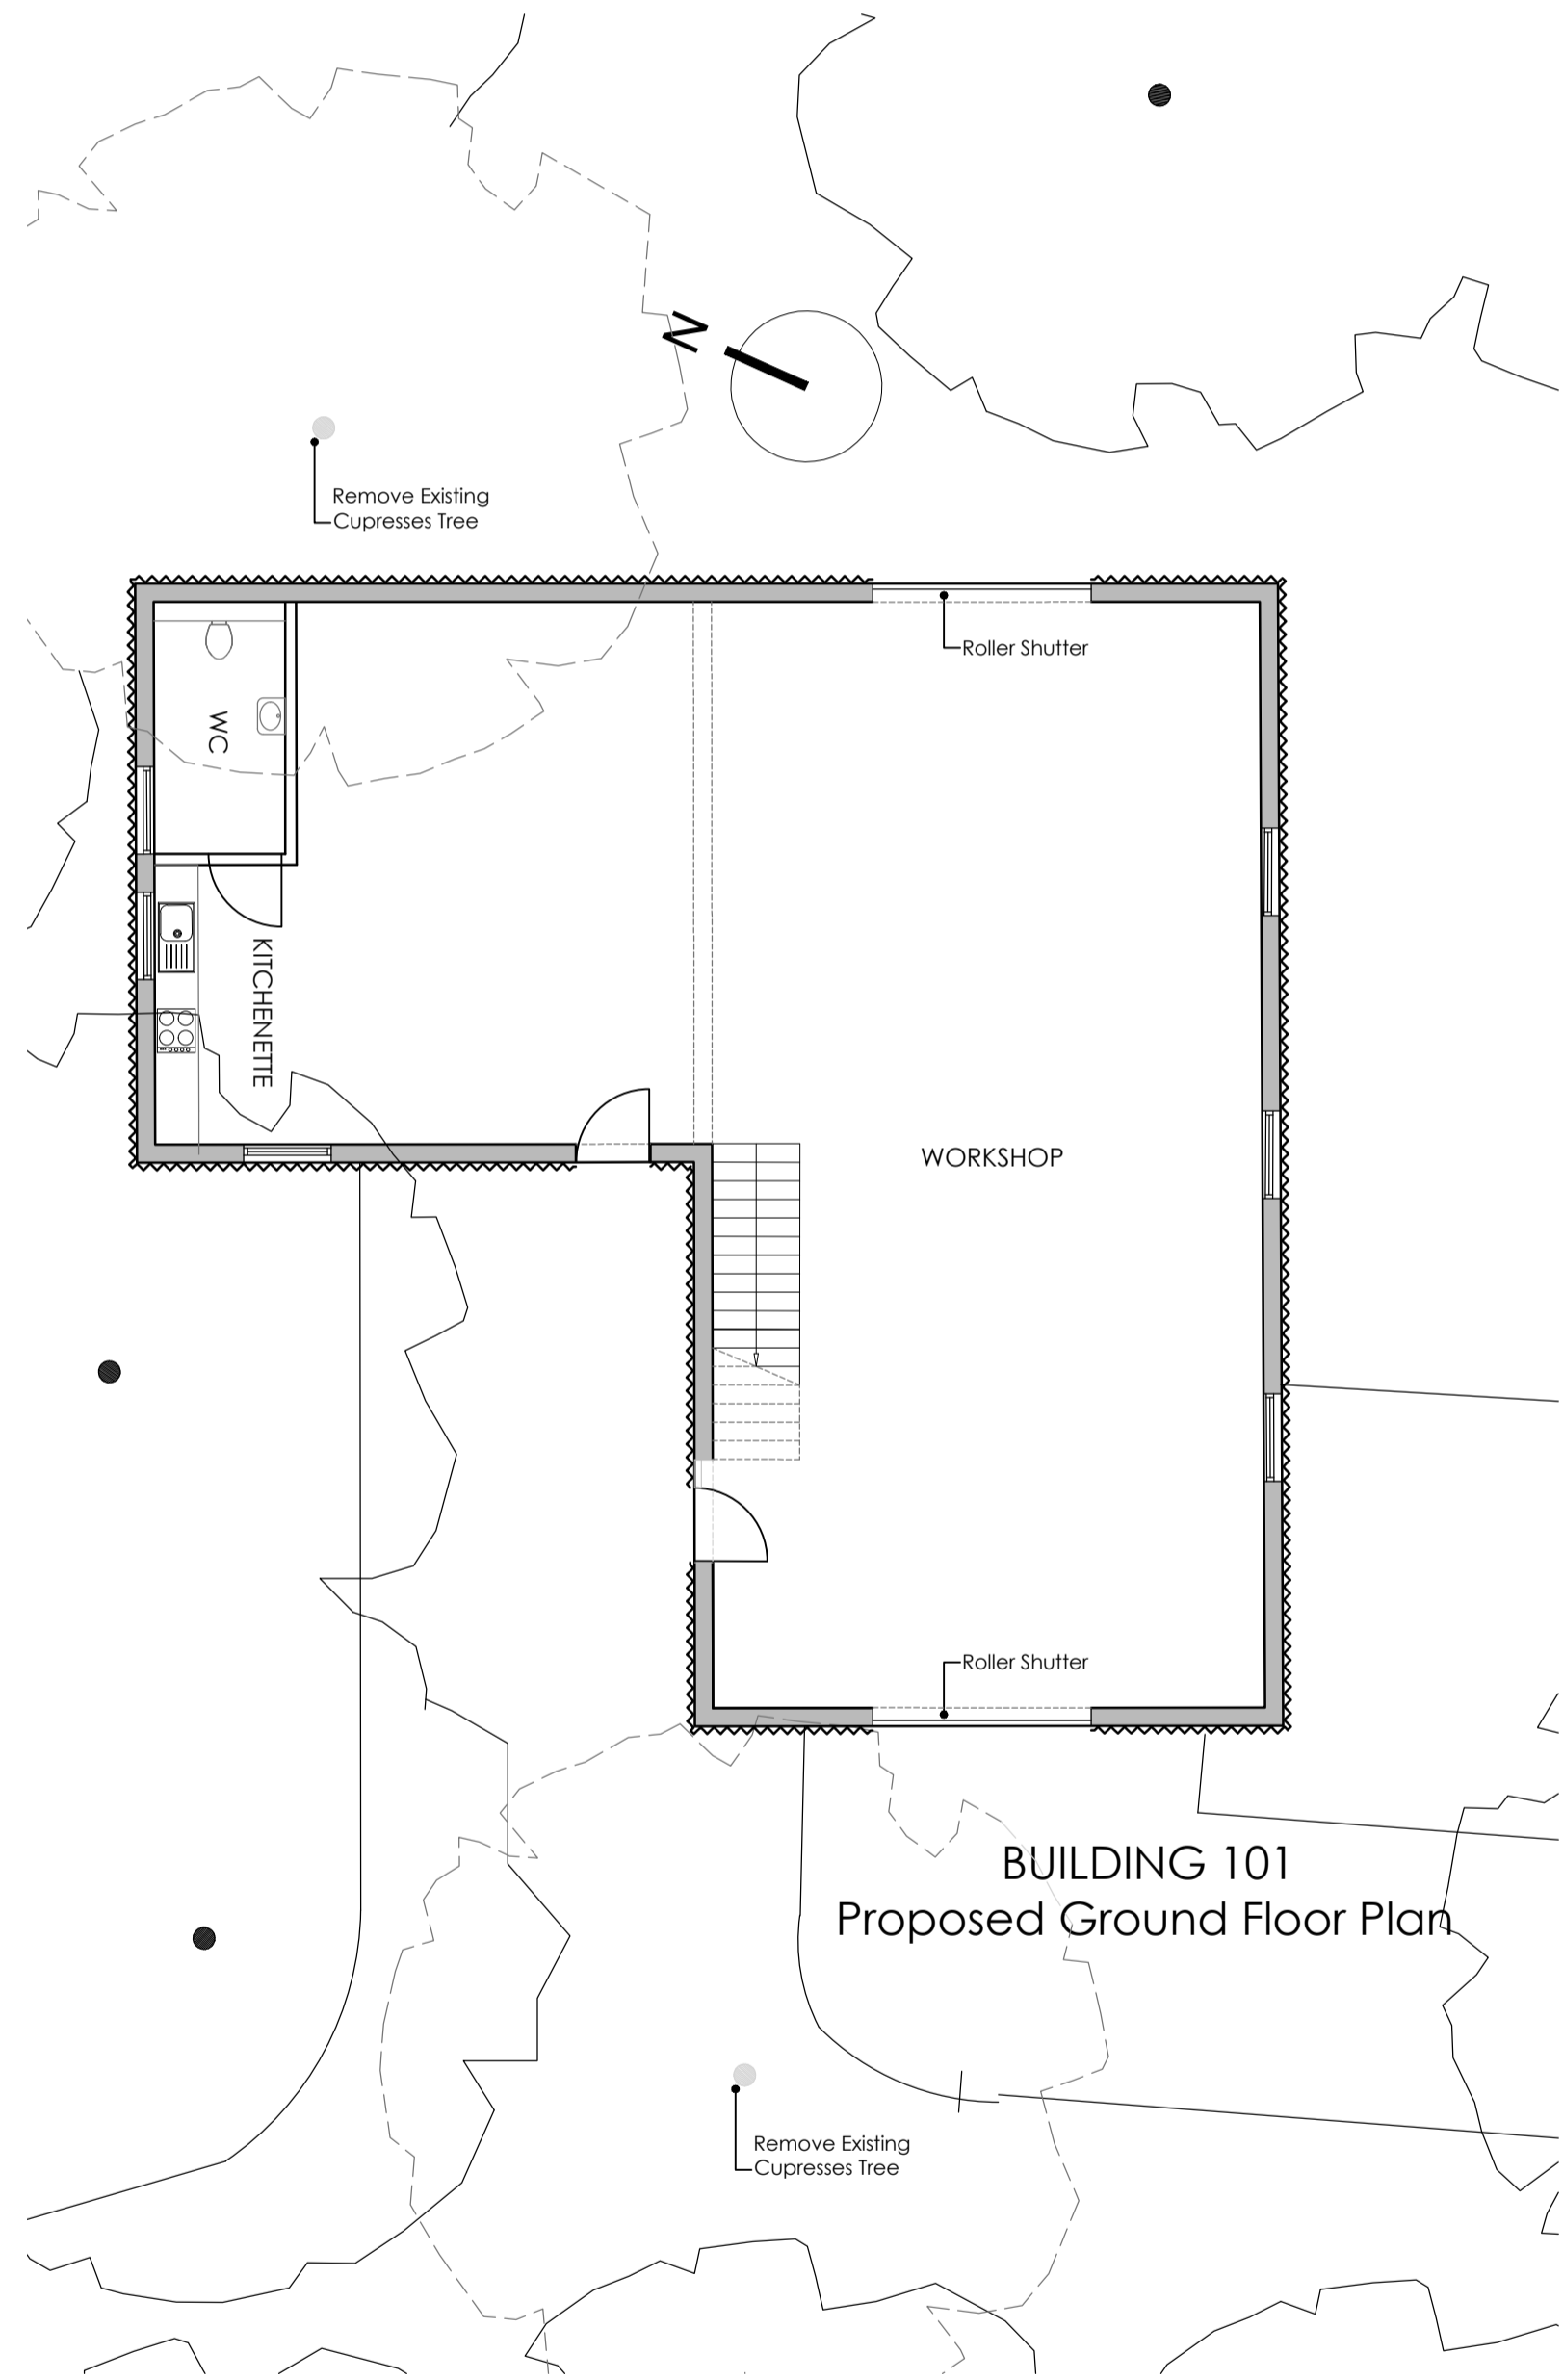 N
Remove Existing
Cupresses Tree
Roller Shutter
WC
KITCHENETTE
WORKSHOP
Roller Shutter
BUILDING 101
Proposed Ground Floor Plan
Remove Existing
Cupresses Tree